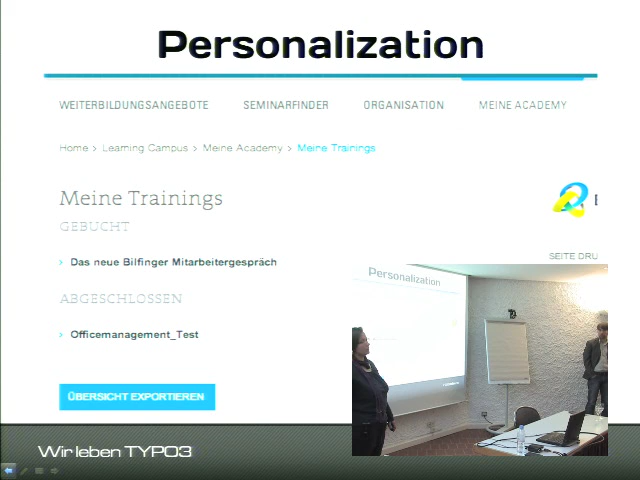 Personalization
WEITERBILDUNGSANGEBOTE SEMINARFINDER ORGANISATION MEINE ACADEMY
Home > Learning Campus > Meine Academy > Meine Trainings
Meine Trainings
GEBUCHT
> Das neue Bilfinger Mitarbeitergespräch
SEITE DRU
ABGESCHLOSSEN
> Officemanagement_Test
ÜBERSICHT EXPORTIEREN
Personalization
Wir leben TYPO3